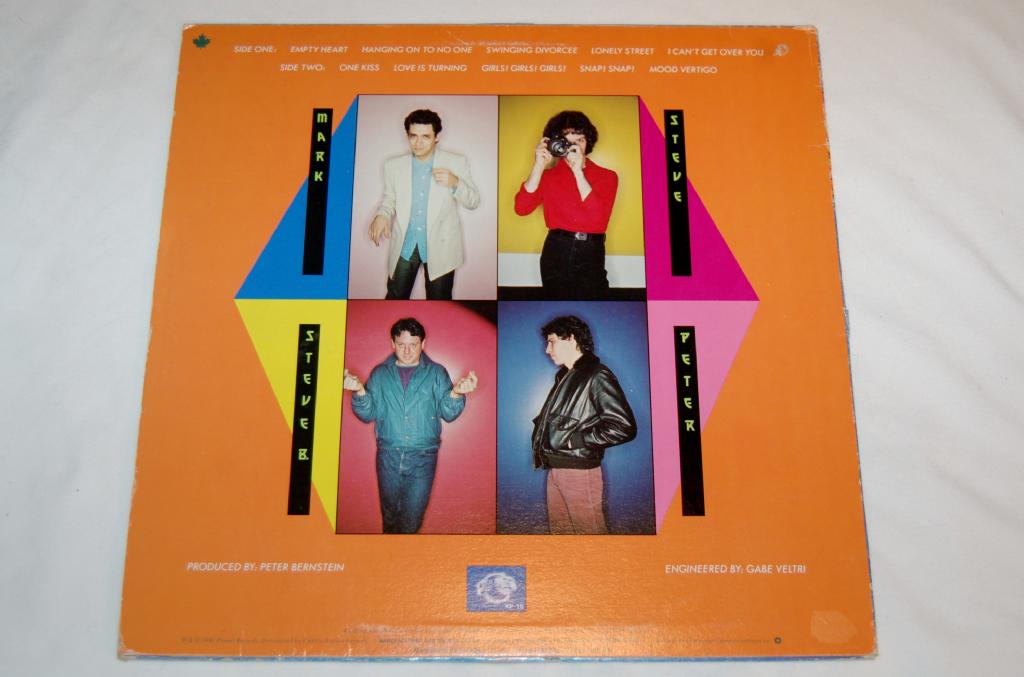 SIDE ONE: EMPTY HEART HANGING ON TO NO ONE SWINGING DIVORCEE LONELY STREET I CAN'T GET OVER YOU
SIDE TWO: ONE KISS LOVE IS TURNING GIRLS! GIRLS! GIRLS! SNAP! SNAP! MOOD VERTIGO
MARK
STEVE
STEVE B.
PETER
PRODUCED BY: PETER BERNSTEIN
ENGINEERED BY: GABE VELTRI
XP-15